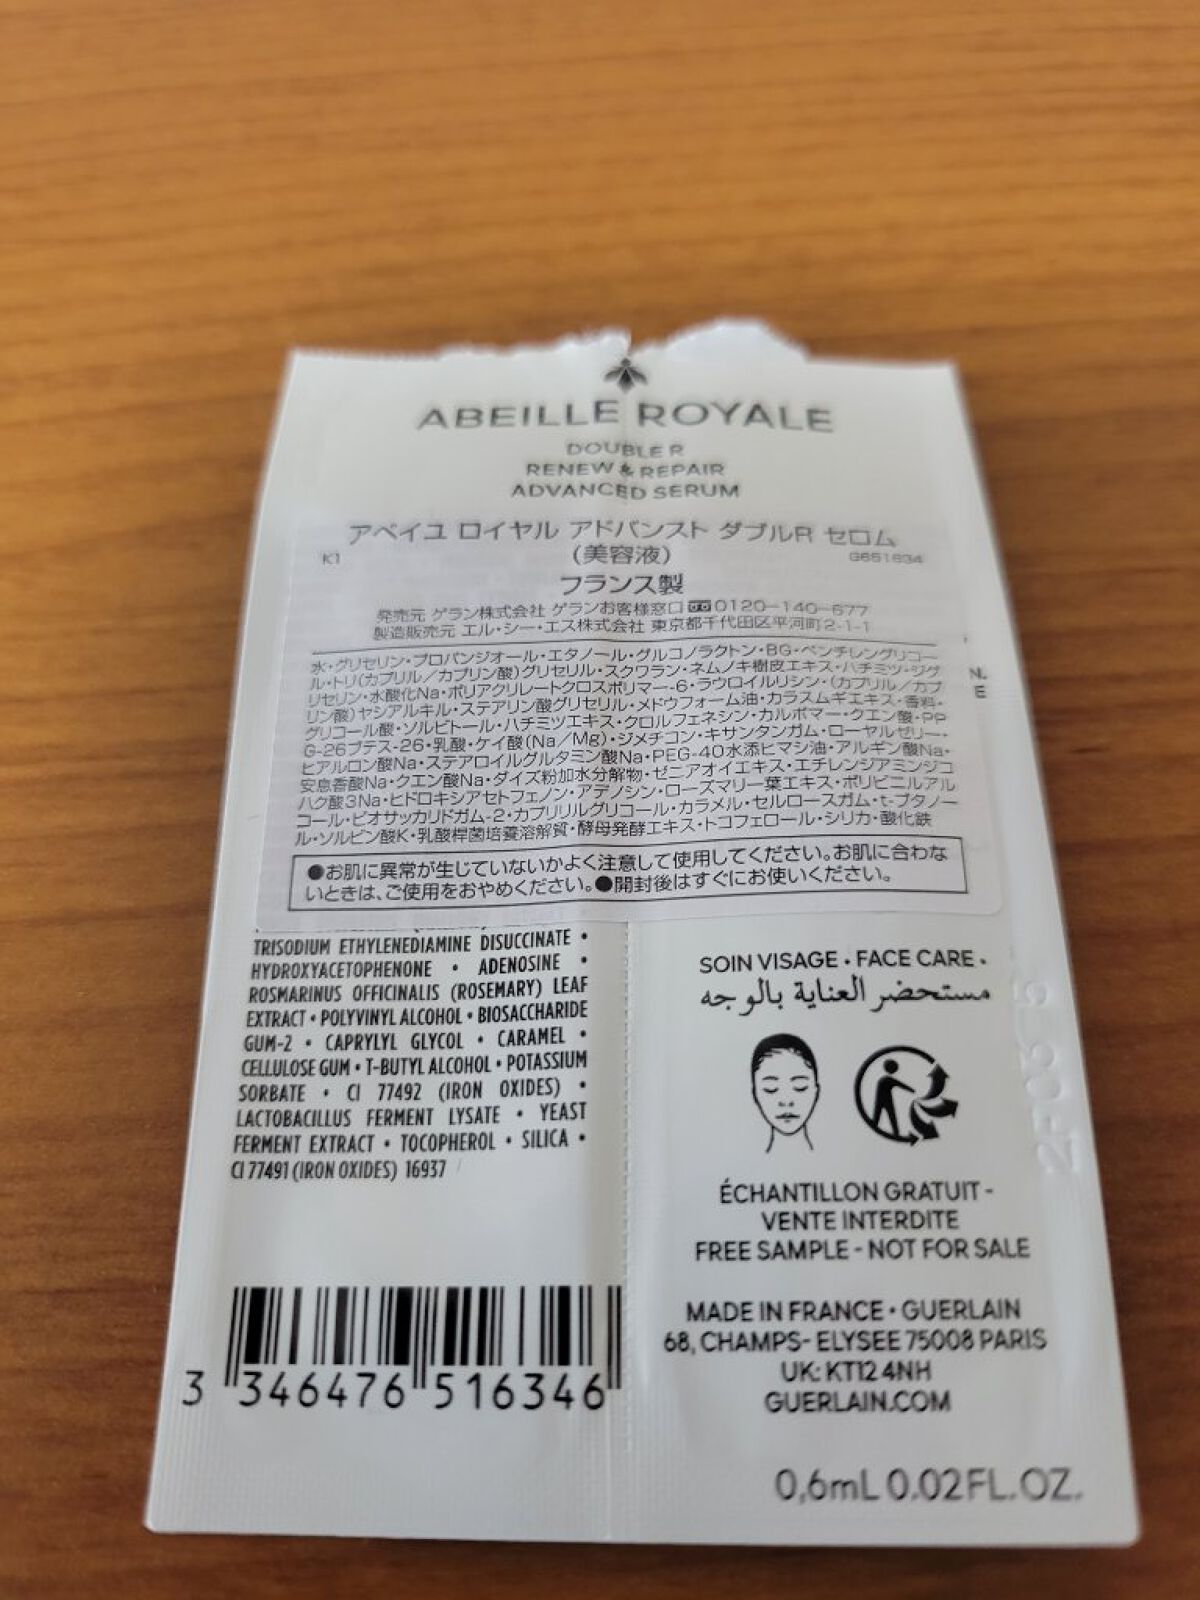 ABEILLE ROYALE
DOUBLE R
RENEW & REPAIR
ADVANCED SERUM
アベイユ ロイヤル アドバンスト ダブルR セロム
K1
(美容液)
G651634
フランス製
発売元 ゲラン株式会社 ゲランお客様窓口 0120-140-677
製造販売元 エル・シー・エス株式会社 東京都千代田区平河町2-1-1
水・グリセリン・プロパンジオール・エタノール・グルコノラクトン・BG・ペンチレングリコー
ル・トリ(カプリル/カプリン酸)グリセリル・スクワラン・ネムノキ樹皮エキス・ハチミツ・ジグ
リセリン・水酸化Na・ポリアクリレートクロスポリマー-6・ラウロイルリシン・(カプリル/カプ
リン酸)ヤシアルキル・ステアリン酸グリセリル・メドウフォーム油・カラスムギエキス・香料・
グリコール酸・ソルビトール・ハチミツエキス・クロルフェネシン・カルボマー・クエン酸・PP
G-26ブテス-26・乳酸・ケイ酸(Na/Mg)・ジメチコン・キサンタンガム・ローヤルゼリー・
ヒアルロン酸Na・ステアロイルグルタミン酸Na・PEG-40水添ヒマシ油・アルギン酸Na・
安息香酸Na・クエン酸Na・ダイズ粉加水分解物・ゼニアオイエキス・エチレンジアミンジコ
ハク酸3Na・ヒドロキシアセトフェノン・アデノシン・ローズマリー葉エキス・ポリビニルアル
コール・ビオサッカリドガム-2・カプリリルグリコール・カラメル・セルロースガム・t-ブタノー
ル・ソルビン酸K・乳酸桿菌培養溶解質・酵母発酵エキス・トコフェロール・シリカ・酸化鉄
●お肌に異常が生じていないかよく注意して使用してください。お肌に合わな
いときは、ご使用をおやめください。●開封後はすぐにお使いください。
N.
E
TRISODIUM ETHYLENEDIAMINE DISUCCINATE •
HYDROXYACETOPHENONE • ADENOSINE •
ROSMARINUS OFFICINALIS (ROSEMARY) LEAF
EXTRACT • POLYVINYL ALCOHOL • BIOSACCHARIDE
GUM-2 • CAPRYLYL GLYCOL • CARAMEL •
CELLULOSE GUM • T-BUTYL ALCOHOL • POTASSIUM
SORBATE • CI 77492 (IRON OXIDES) •
LACTOBACILLUS FERMENT LYSATE • YEAST
FERMENT EXTRACT • TOCOPHEROL • SILICA •
CI 77491 (IRON OXIDES) 16937
3 346476 516346
SOIN VISAGE • FACE CARE •
مستحضر العناية بالوجه
ÉCHANTILLON GRATUIT -
VENTE INTERDITE
FREE SAMPLE - NOT FOR SALE
MADE IN FRANCE • GUERLAIN
68, CHAMPS- ELYSEE 75008 PARIS
UK: KT12 4NH
GUERLAIN.COM
0,6mL 0.02FL.OZ.